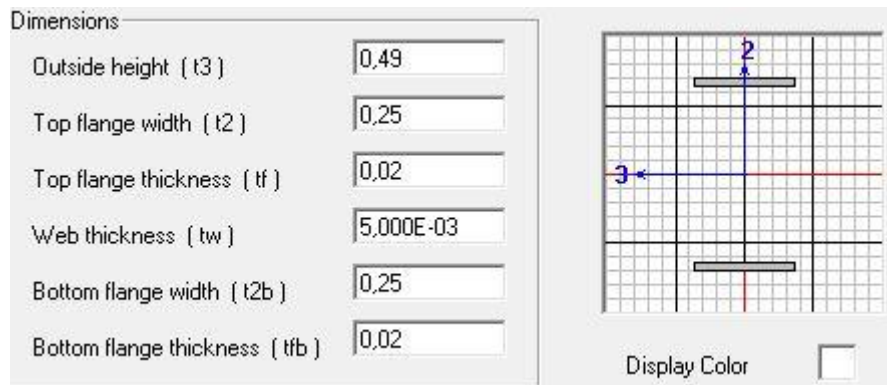 Dimensions
Outside height ( t3 ) 0,49
Top flange width ( t2 ) 0,25
Top flange thickness ( tf ) 0,02
Web thickness ( tw ) 5,000E-03
Bottom flange width ( t2b ) 0,25
Bottom flange thickness ( tfb ) 0,02
2
3
Display Color